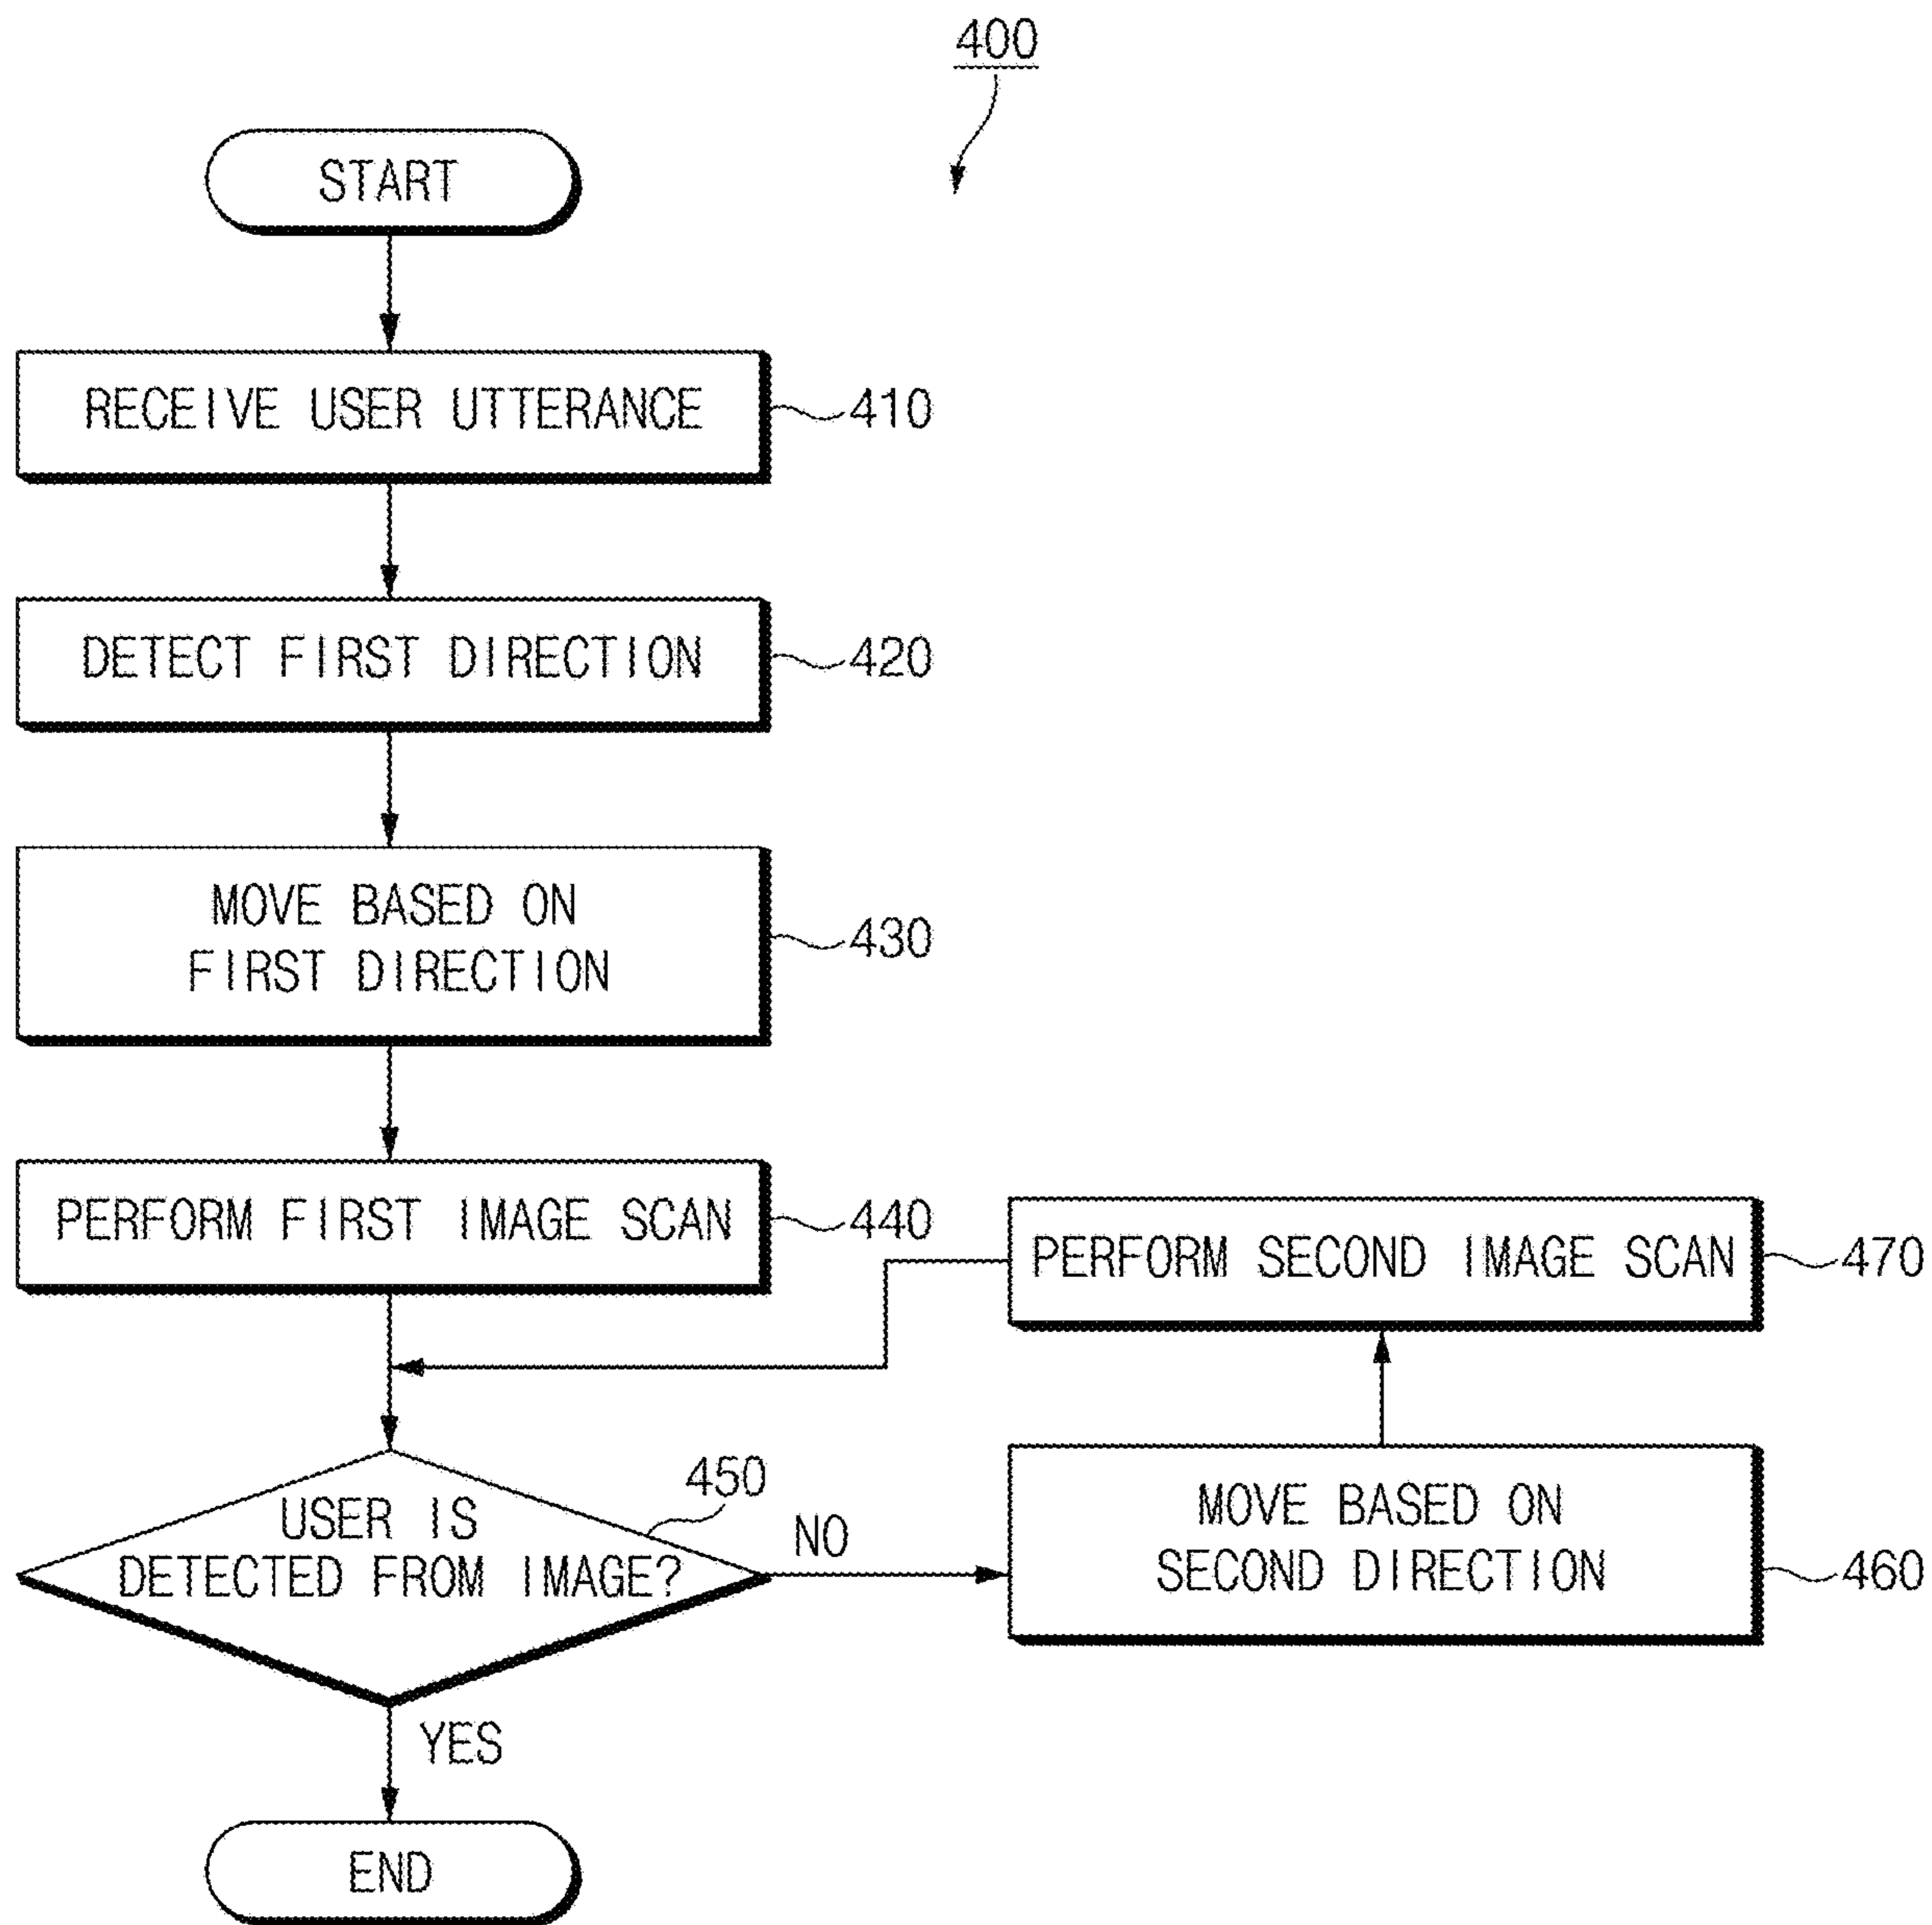 400
START
RECEIVE USER UTTERANCE
410
DETECT FIRST DIRECTION
420
MOVE BASED ON
FIRST DIRECTION
430
PERFORM FIRST IMAGE SCAN
440
PERFORM SECOND IMAGE SCAN
470
450
USER IS
DETECTED FROM IMAGE?
NO
MOVE BASED ON
SECOND DIRECTION
460
YES
END